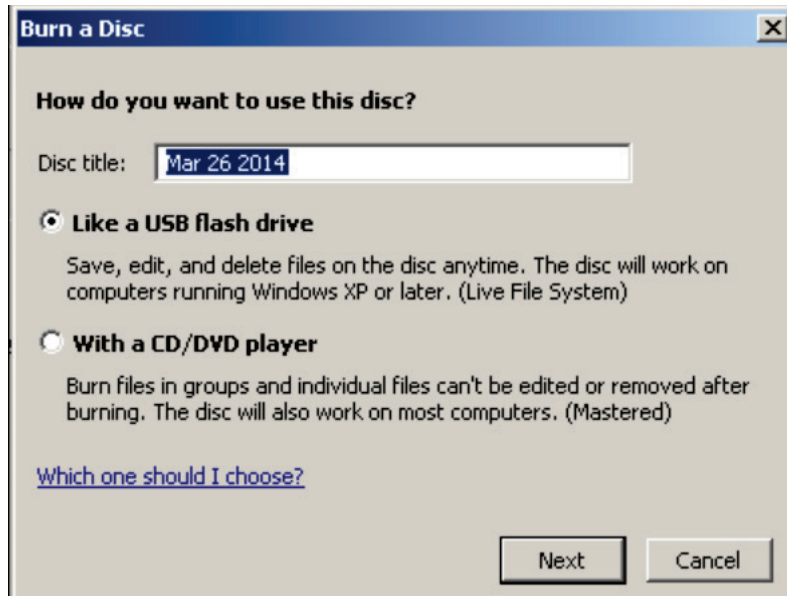 Burn a Disc
How do you want to use this disc?
Disc title: Mar 26 2014
Like a USB flash drive
Save, edit, and delete files on the disc anytime. The disc will work on
computers running Windows XP or later. (Live File System)
With a CD/DVD player
Burn files in groups and individual files can't be edited or removed after
burning. The disc will also work on most computers. (Mastered)
Which one should I choose?
Next Cancel